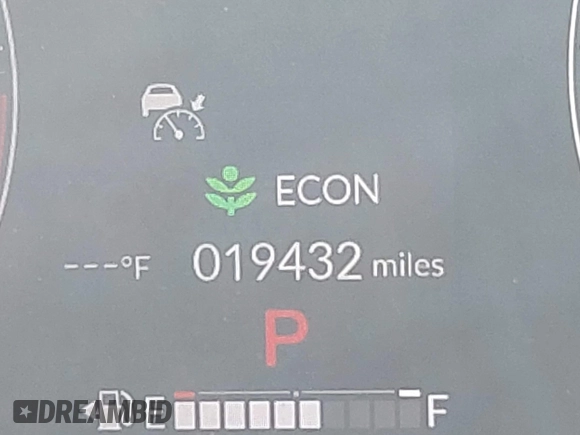 ECON
---°F 019432 miles
P
E F
DREAMBID